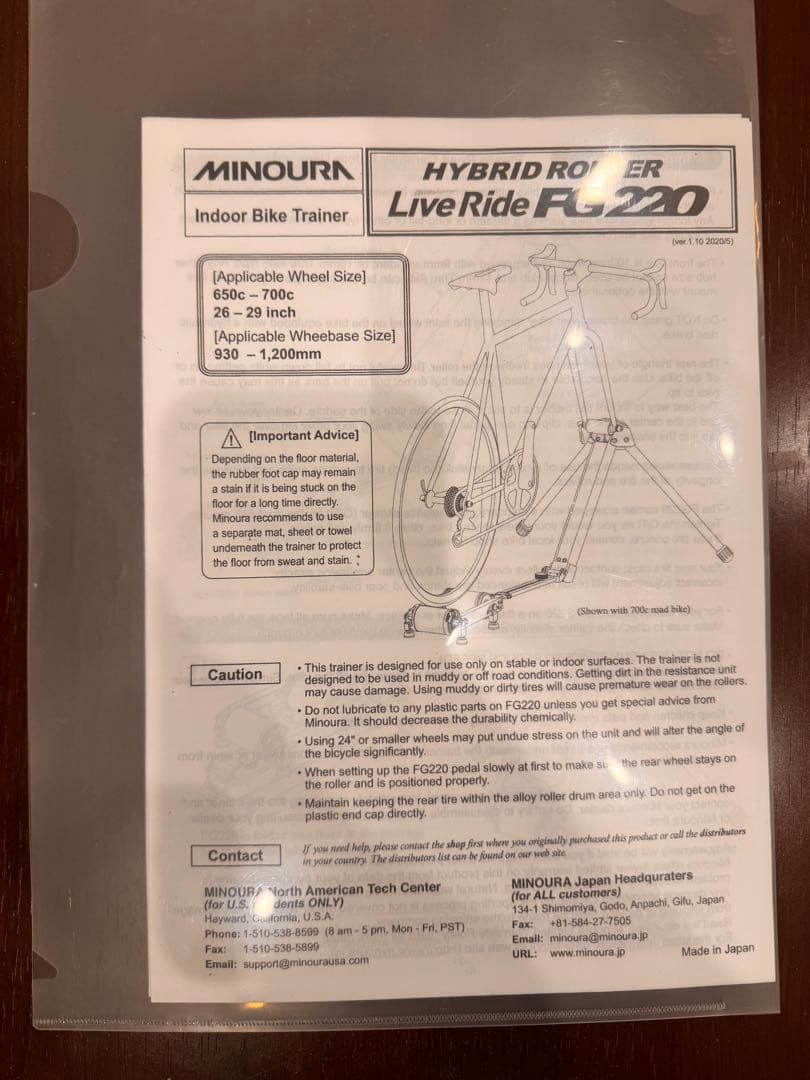 MINOURA
Indoor Bike Trainer
HYBRID RO ER
LiveRide FG220
(ver.1.10 2020/5)
[Applicable Wheel Size]
650c – 700c
26 – 29 inch
[Applicable Wheebase Size]
930 – 1,200mm
[Important Advice]
Depending on the floor material,
the rubber foot cap may remain
a stain if it is being stuck on the
floor for a long time directly.
Minoura recommends to use
a separate mat, sheet or towel
underneath the trainer to protect
the floor from sweat and stain.
(Shown with 700c road bike)
Caution
• This trainer is designed for use only on stable or indoor surfaces. The trainer is not
designed to be used in muddy or off road conditions. Getting dirt in the resistance unit
may cause damage. Using muddy or dirty tires will cause premature wear on the rollers.
• Do not lubricate to any plastic parts on FG220 unless you get special advice from
Minoura. It should decrease the durability chemically.
• Using 24" or smaller wheels may put undue stress on the unit and will alter the angle of
the bicycle significantly.
• When setting up the FG220 pedal slowly at first to make su the rear wheel stays on
the roller and is positioned properly.
• Maintain keeping the rear tire within the alloy roller drum area only. Do not get on the
plastic end cap directly.
Contact
If you need help, please contact the shop first where you originally purchased this product or call the distributors
in your country. The distributors list can be found on our web site.
MINOURA North American Tech Center
(for U.S. dents ONLY)
Hayward, California, U.S.A.
Phone: 1-510-538-8599 (8 am - 5 pm, Mon - Fri, PST)
Fax: 1-510-538-5899
Email: support@minourausa.com
MINOURA Japan Headquraters
(for ALL customers)
134-1 Shimomiya, Godo, Anpachi, Gifu, Japan
Fax: +81-584-27-7505
Email: minoura@minoura.jp
URL: www.minoura.jp
Made in Japan